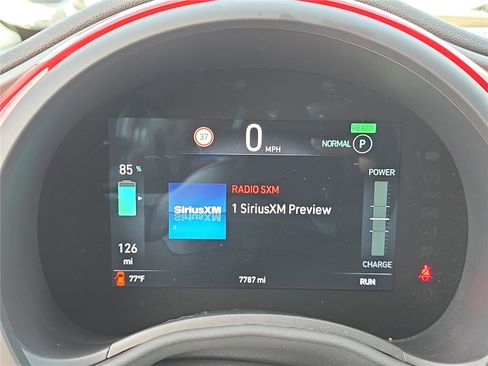 37
0
MPH
READY
NORMAL P
85 %
RADIO SXM
SiriusXM
1 SiriusXM Preview
POWER
126
mi
CHARGE
77°F
7787 mi
RUN